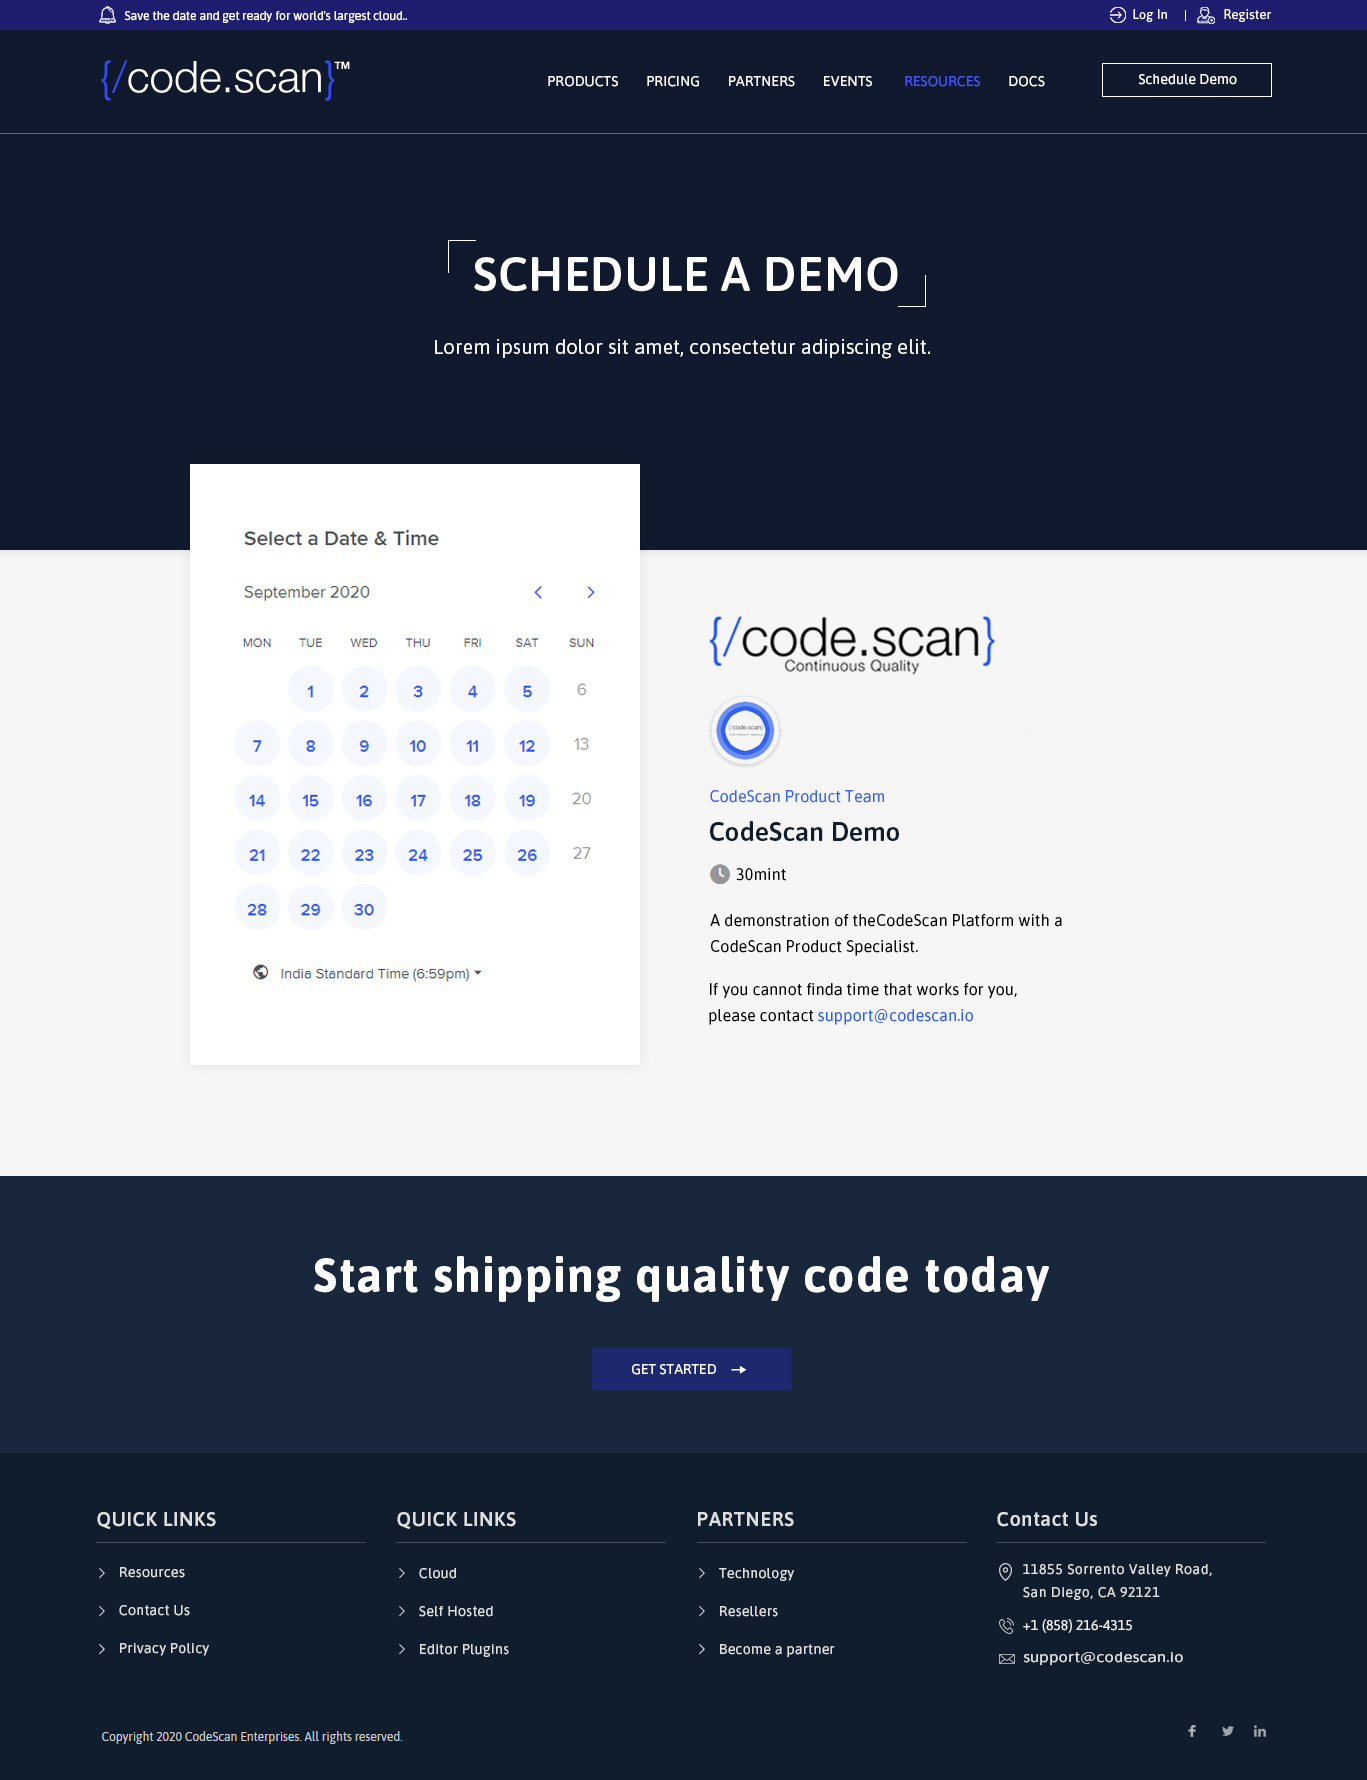 Save the date and get ready for world's largest cloud..
Log In | Register
{/code.scan}™
PRODUCTS PRICING PARTNERS EVENTS RESOURCES DOCS
Schedule Demo
SCHEDULE A DEMO
Lorem ipsum dolor sit amet, consectetur adipiscing elit.
Select a Date & Time
September 2020
MON TUE WED THU FRI SAT SUN
1 2 3 4 5 6
7 8 9 10 11 12 13
14 15 16 17 18 19 20
21 22 23 24 25 26 27
28 29 30
India Standard Time (6:59pm)
{/code.scan}
Continuous Quality
{/code.scan}
CodeScan Product Team
CodeScan Demo
30mint
A demonstration of theCodeScan Platform with a
CodeScan Product Specialist.
If you cannot finda time that works for you,
please contact support@codescan.io
Start shipping quality code today
GET STARTED
QUICK LINKS
Resources
Contact Us
Privacy Policy
QUICK LINKS
Cloud
Self Hosted
Editor Plugins
PARTNERS
Technology
Resellers
Become a partner
Contact Us
11855 Sorrento Valley Road,
San DIego, CA 92121
+1 (858) 216-4315
support@codescan.io
Copyright 2020 CodeScan Enterprises. All rights reserved.